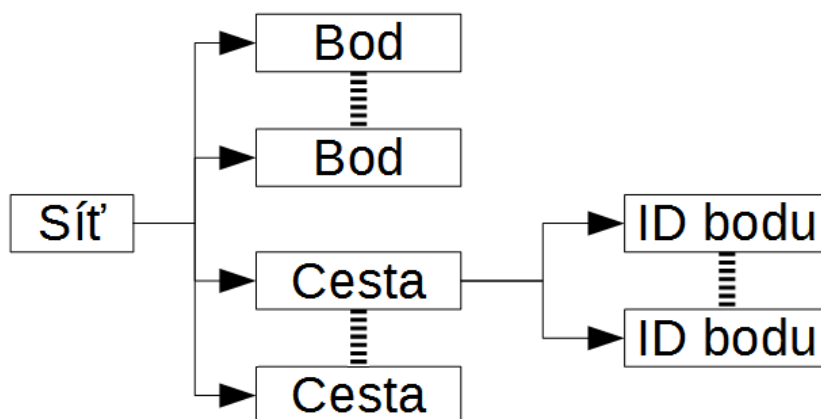 Bod
Bod
Síť
Cesta
Cesta
ID bodu
ID bodu